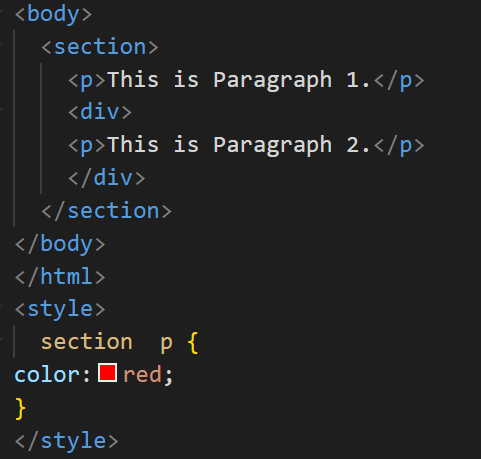 <body>
<section>
<p>This is Paragraph 1.</p>
<div>
<p>This is Paragraph 2.</p>
</div>
</section>
</body>
</html>
<style>
section  p {
color: red;
}
</style>